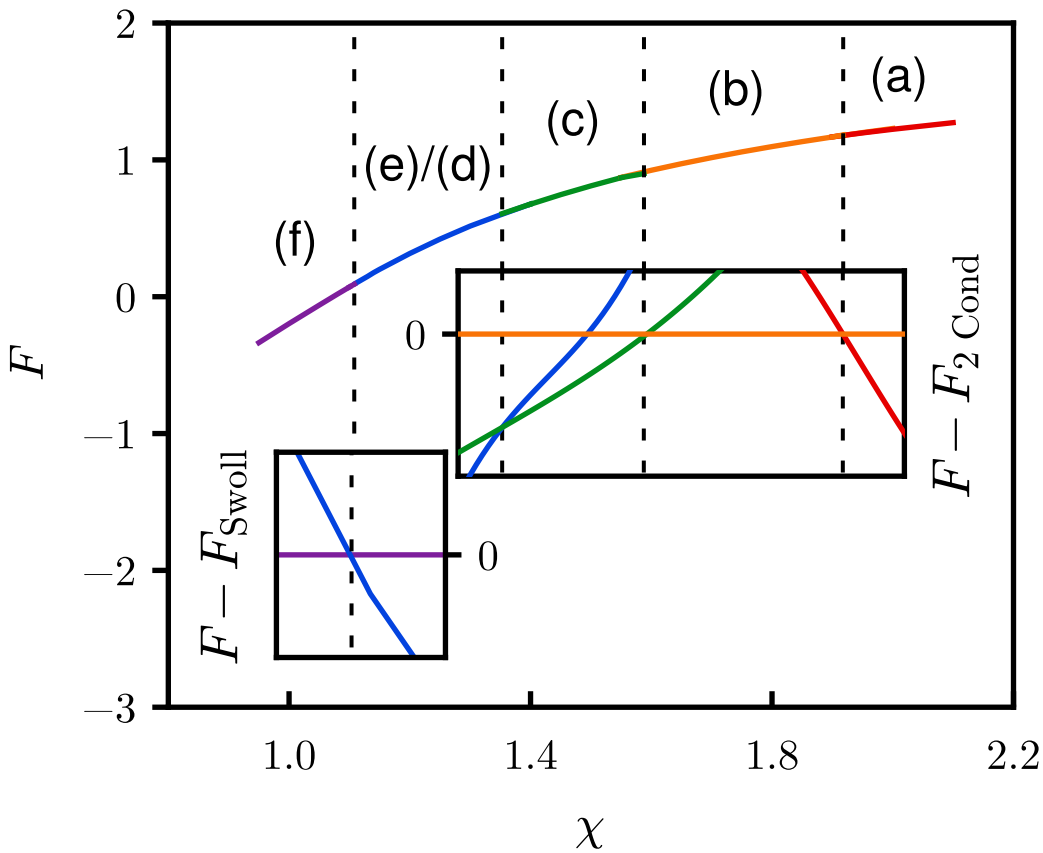 2
(a)
(b)
(c)
1
(e)/(d)
(f)
0
F
0
F − F2 Cond
−1
F − FSwoll
0
−2
−3
1.0 1.4 1.8 2.2
χ